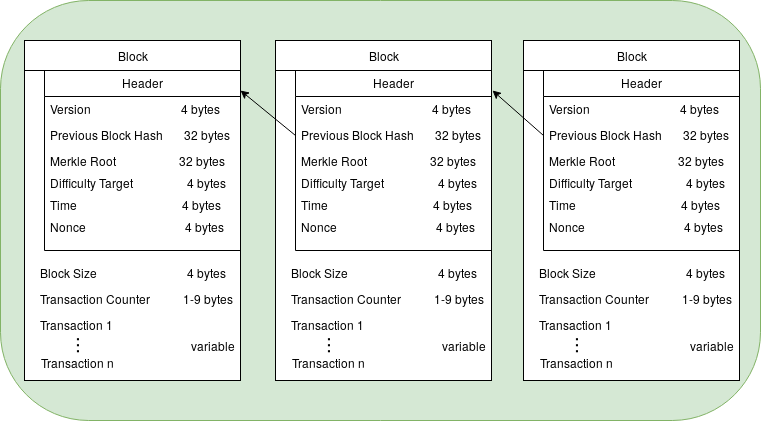 Block
Header
Version 4 bytes
Previous Block Hash 32 bytes
Merkle Root 32 bytes
Difficulty Target 4 bytes
Time 4 bytes
Nonce 4 bytes
Block Size 4 bytes
Transaction Counter 1-9 bytes
Transaction 1
variable
Transaction n
Block
Header
Version 4 bytes
Previous Block Hash 32 bytes
Merkle Root 32 bytes
Difficulty Target 4 bytes
Time 4 bytes
Nonce 4 bytes
Block Size 4 bytes
Transaction Counter 1-9 bytes
Transaction 1
variable
Transaction n
Block
Header
Version 4 bytes
Previous Block Hash 32 bytes
Merkle Root 32 bytes
Difficulty Target 4 bytes
Time 4 bytes
Nonce 4 bytes
Block Size 4 bytes
Transaction Counter 1-9 bytes
Transaction 1
variable
Transaction n